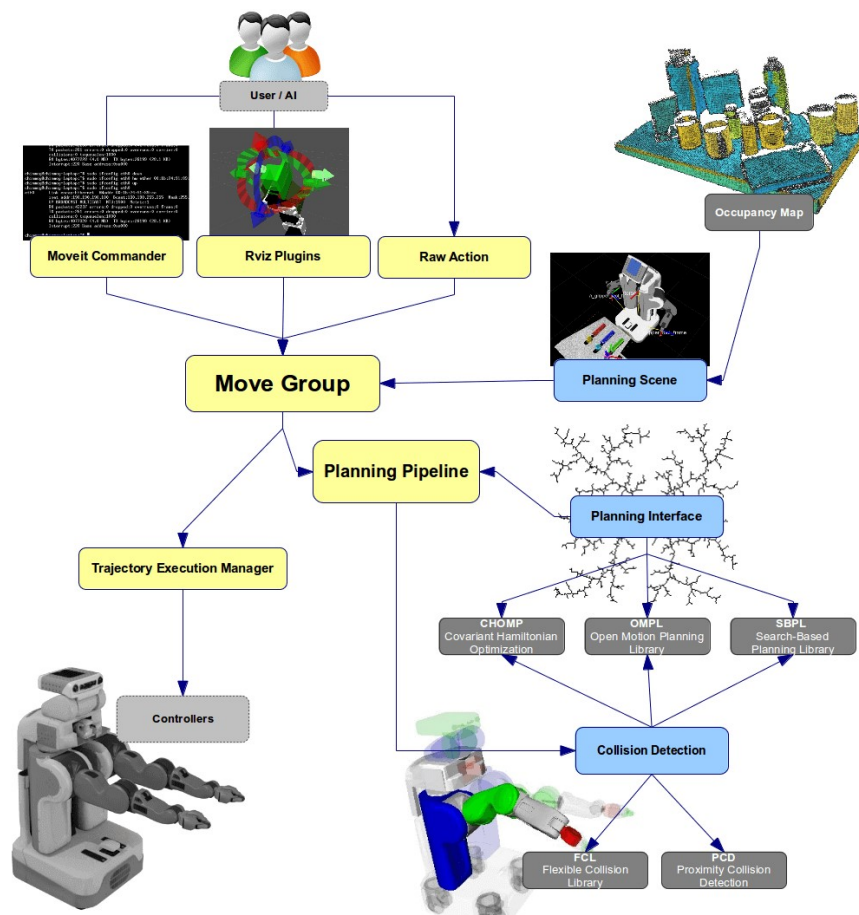 User / AI
Moveit Commander
Rviz Plugins
Raw Action
Occupancy Map
Move Group
Planning Scene
Planning Pipeline
Planning Interface
Trajectory Execution Manager
CHOMP
Covariant Hamiltonian
Optimization
OMPL
Open Motion Planning
Library
SBPL
Search-Based
Planning Library
Controllers
Collision Detection
FCL
Flexible Collision
Library
PCD
Proximity Collision
Detection